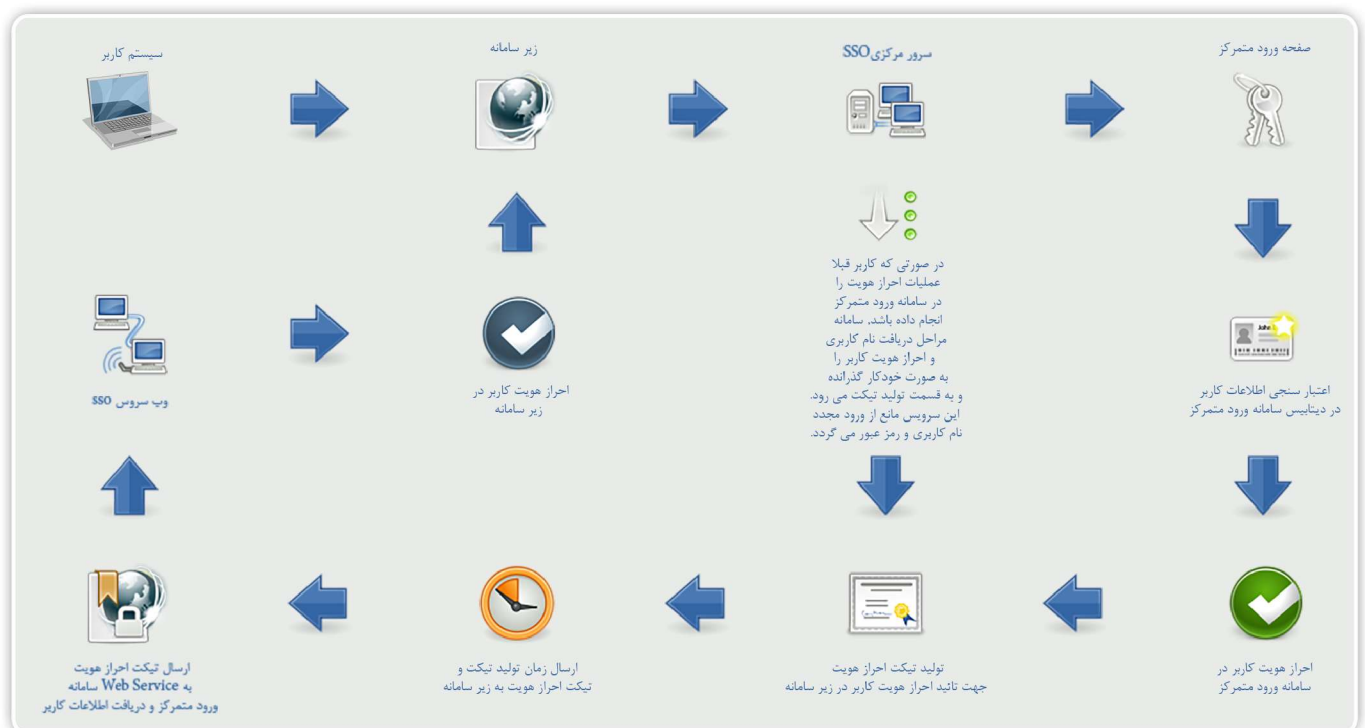 سیستم کاربر
زیر سامانه
سرور مرکزی SSO
صفحه ورود متمرکز
در صورتی که کاربر قبلا
عملیات احراز هویت را
در سامانه ورود متمرکز
انجام داده باشد، سامانه
مراحل دریافت نام کاربری
و احراز هویت کاربر را
به صورت خودکار گذرانده
و به قسمت تولید تیکت می رود.
این سرویس مانع از ورود مجدد
نام کاربری و رمز عبور می گردد.
اعتبار سنجی اطلاعات کاربر
در دیتابیس سامانه ورود متمرکز
احراز هویت کاربر در
زیر سامانه
وب سروس sso
احراز هویت کاربر در
سامانه ورود متمرکز
تولید تیکت احراز هویت
جهت تائید احراز هویت کاربر در زیر سامانه
ارسال زمان تولید تیکت و
تیکت احراز هویت به زیر سامانه
ارسال تیکت احراز هویت
به Web Service سامانه
ورود متمرکز و دریافت اطلاعات کاربر